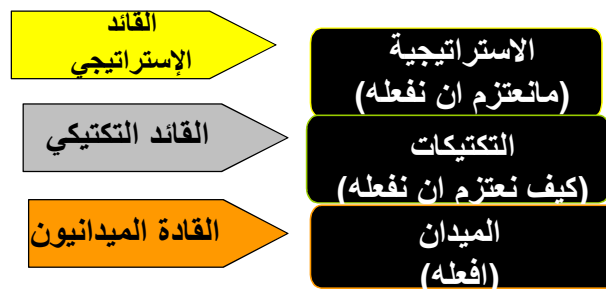 القائد
الإستراتيجي
الاستراتيجية
(مانعتزم ان نفعله)
القائد التكتيكي
التكتيكات
(كيف نعتزم ان نفعله)
القادة الميدانيون
الميدان
(افعله)